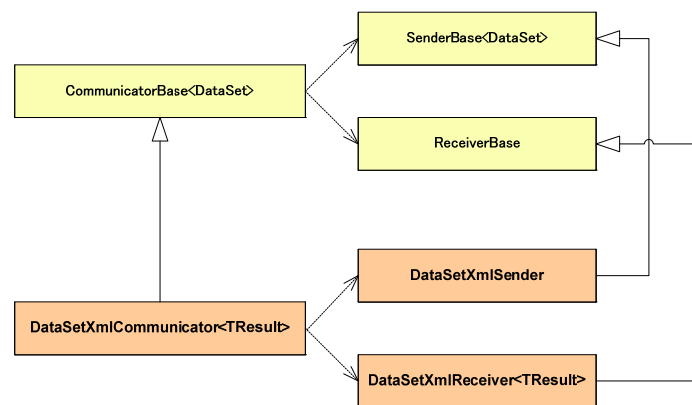 SenderBase<DataSet>
CommunicatorBase<DataSet>
ReceiverBase
DataSetXmlSender
DataSetXmlCommunicator<TResult>
DataSetXmlReceiver<TResult>